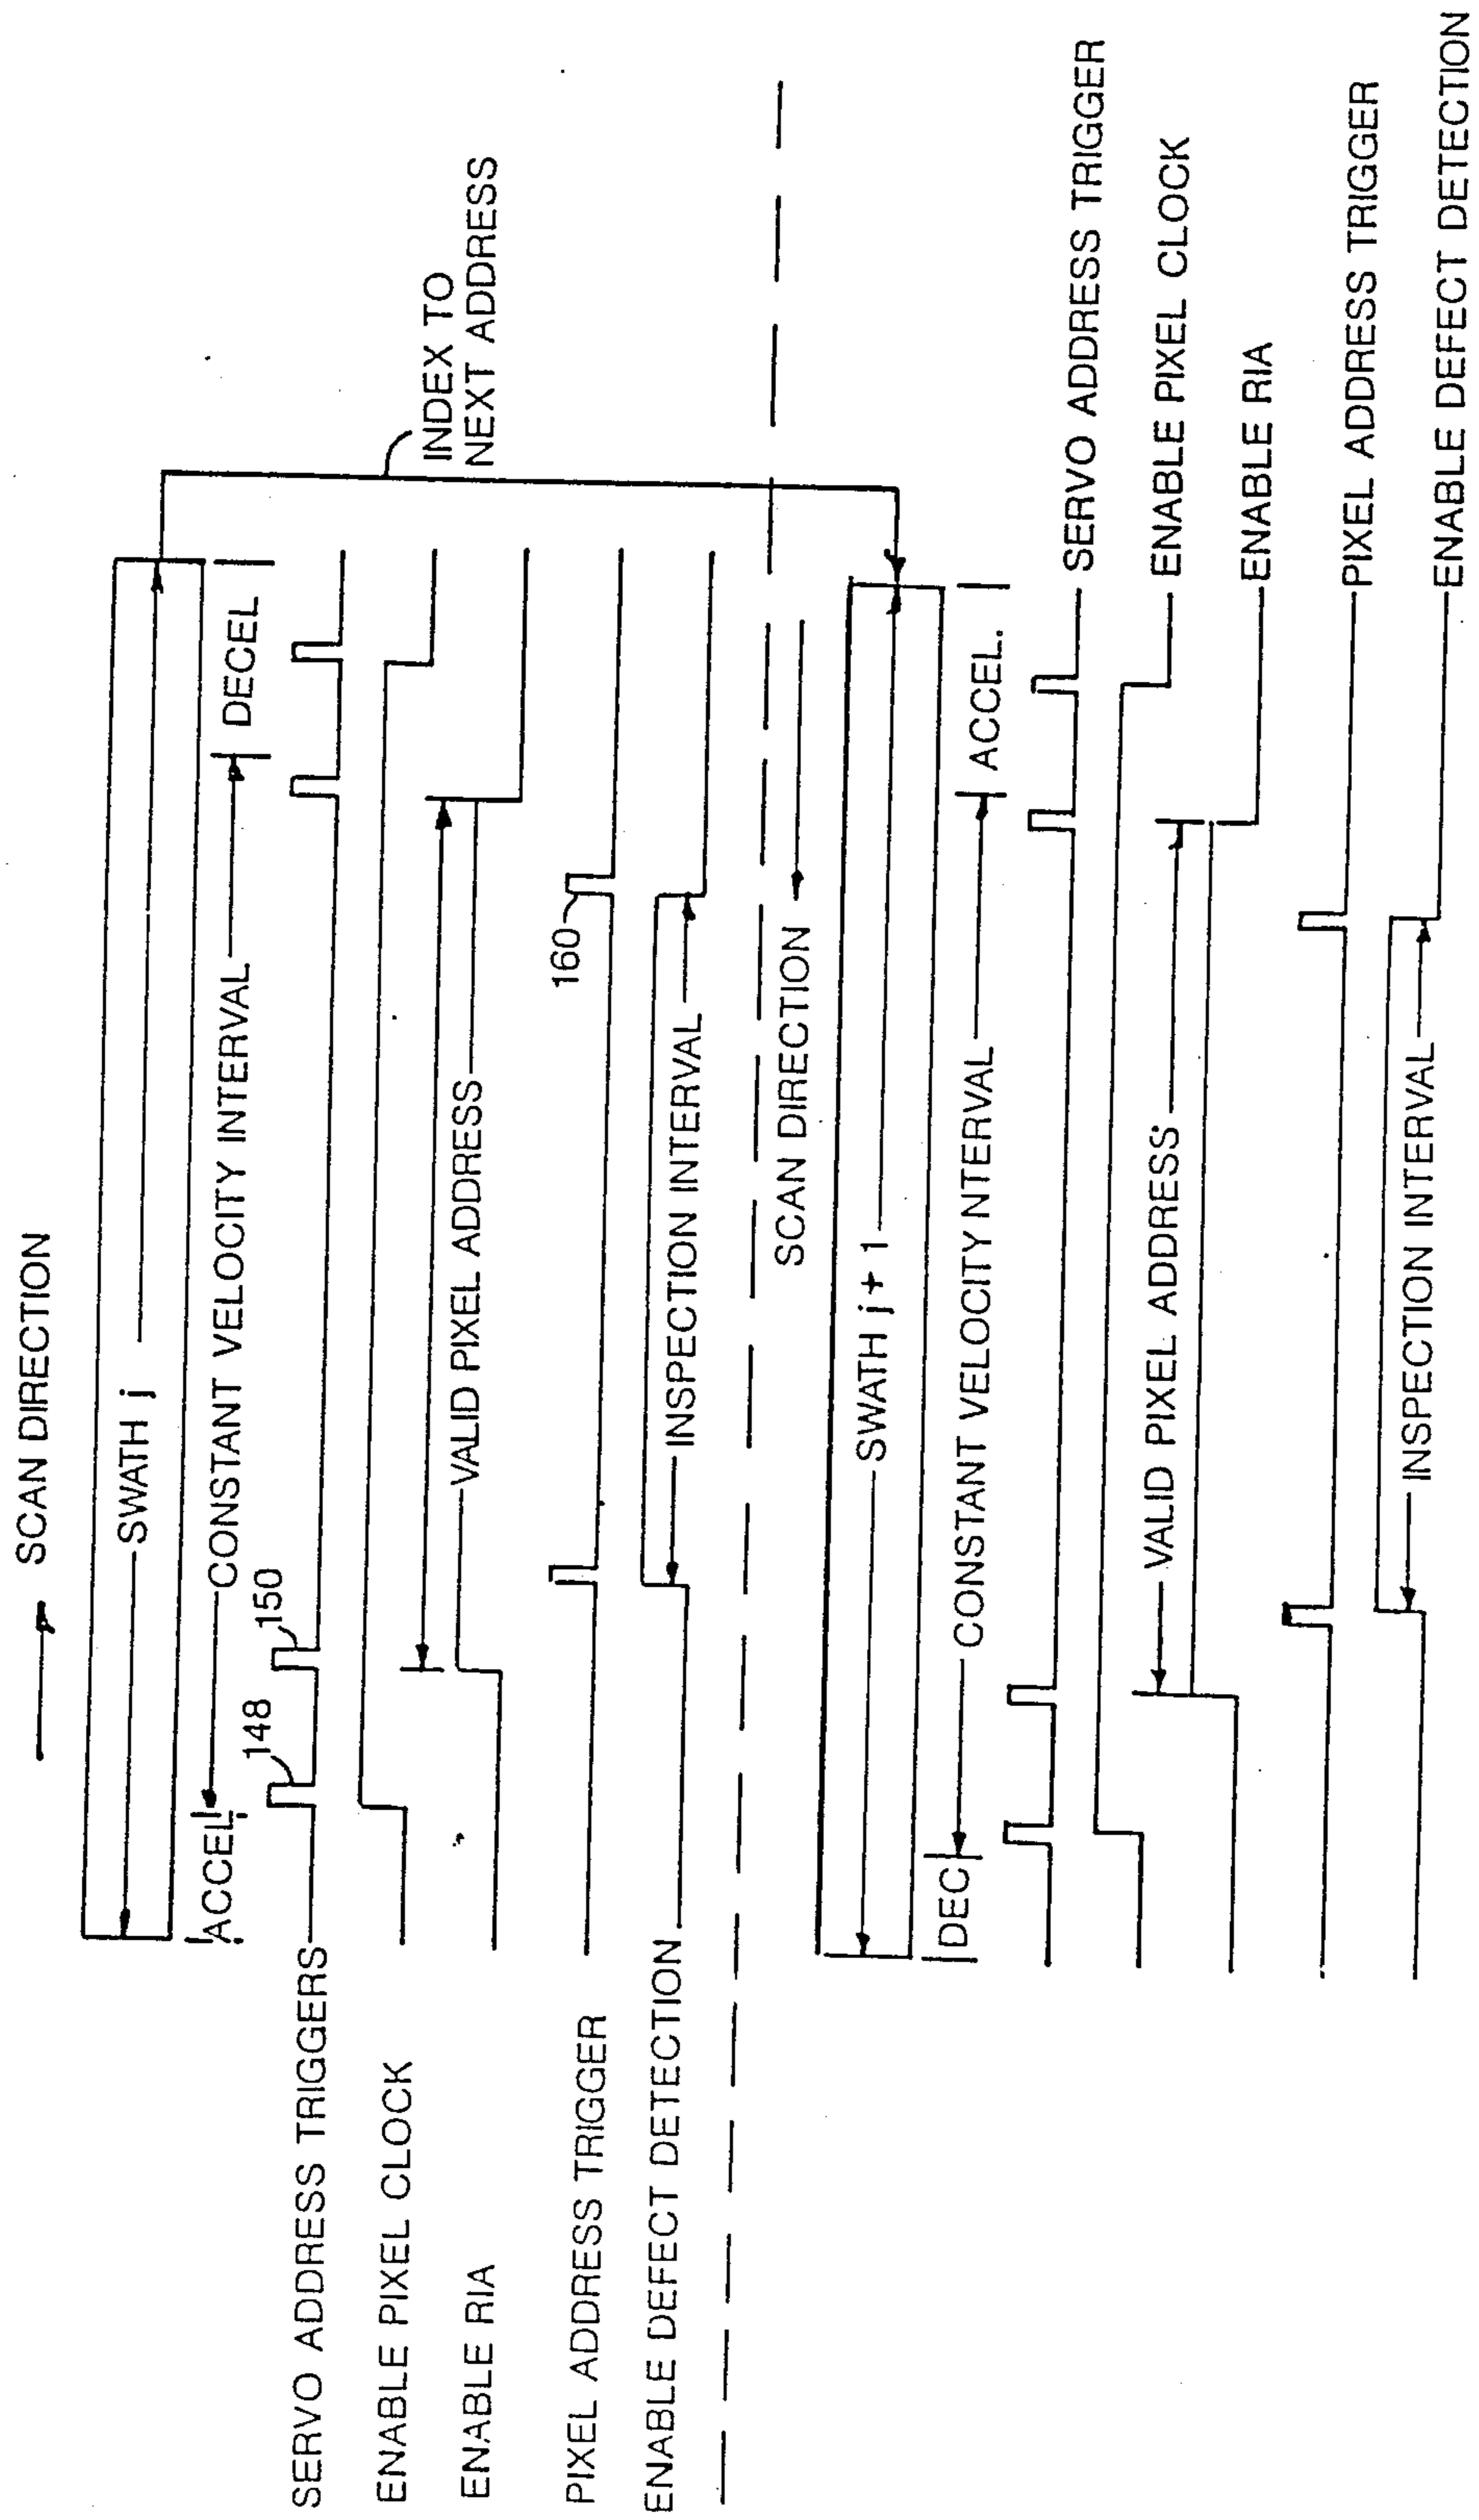 SCAN DIRECTION
SWATH j
ACCEL.
CONSTANT VELOCITY INTERVAL
DECEL
148
150
SERVO ADDRESS TRIGGERS
ENABLE PIXEL CLOCK
INDEX TO
NEXT ADDRESS
ENABLE RIA
VALID PIXEL ADDRESS
160
PIXEL ADDRESS TRIGGER
ENABLE DEFECT DETECTION
INSPECTION INTERVAL
SCAN DIRECTION
SWATH j + 1
DEC
CONSTANT VELOCITY NTERVAL
ACCEL.
SERVO ADDRESS TRIGGER
ENABLE PIXEL CLOCK
VALID PIXEL ADDRESS
ENABLE RIA
PIXEL ADDRESS TRIGGER
INSPECTION INTERVAL
ENABLE DEFECT DETECTION